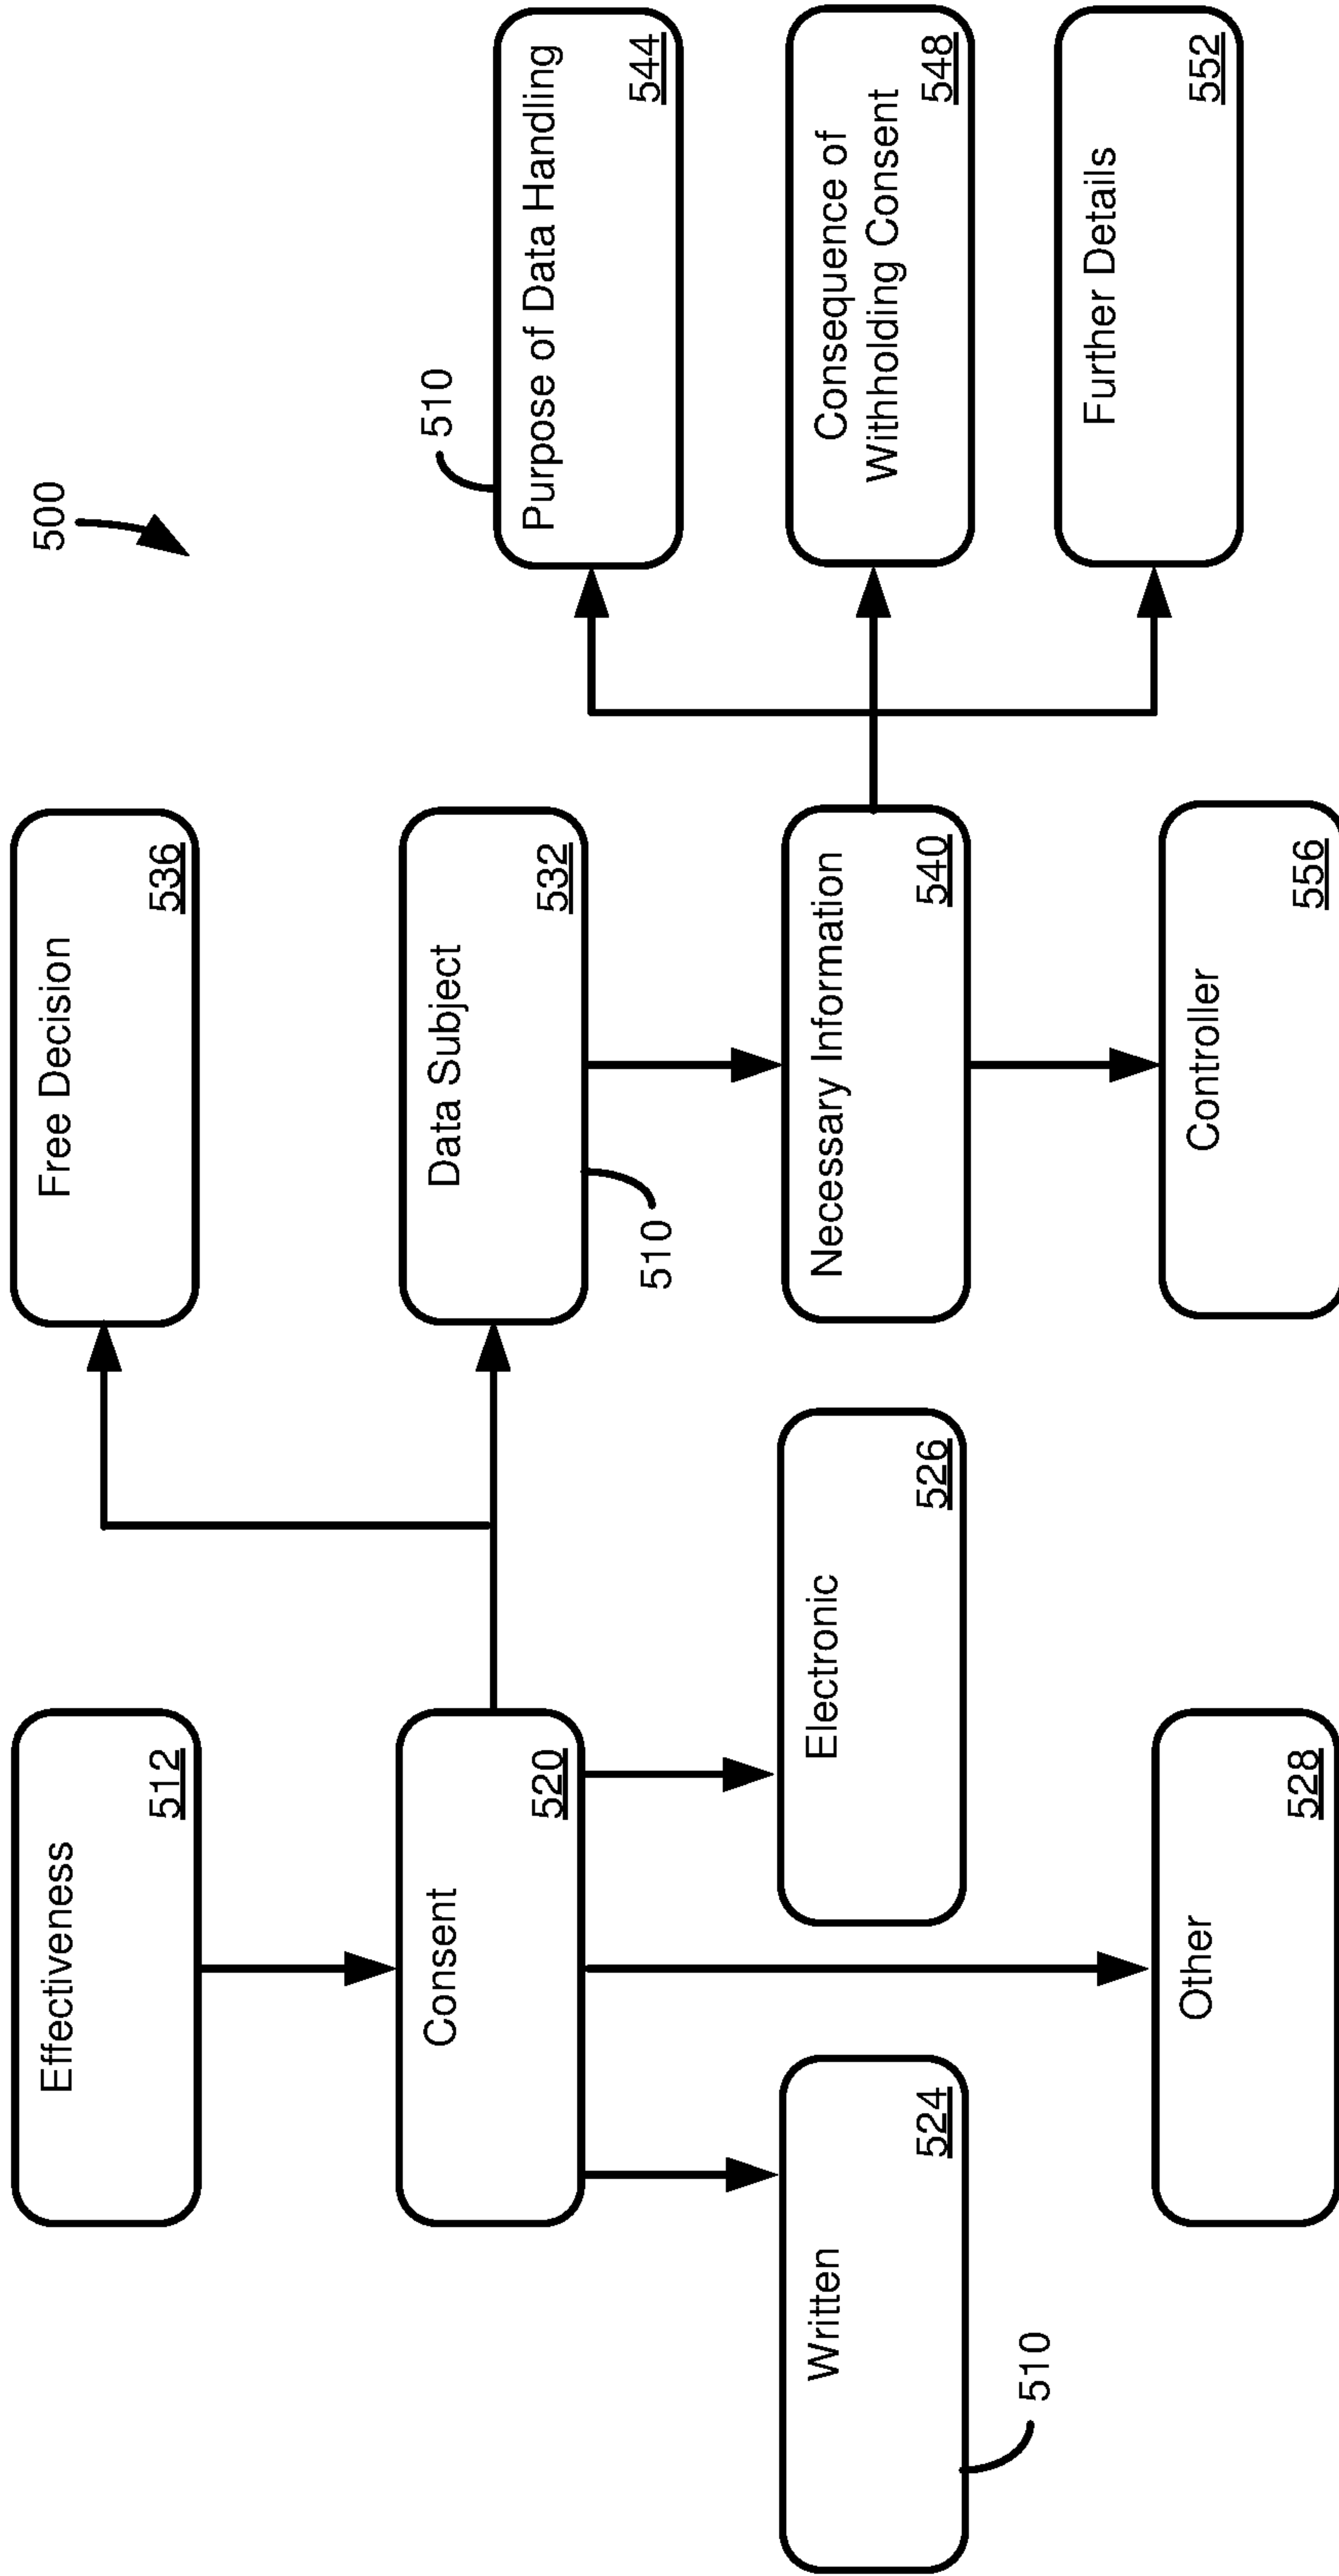 500
Effectiveness
512
Free Decision
536
510
Purpose of Data Handling
544
Consent
520
Data Subject
532
510
Consequence of
Withholding Consent
548
Written
524
510
Electronic
526
Necessary Information
540
Further Details
552
Other
528
Controller
556